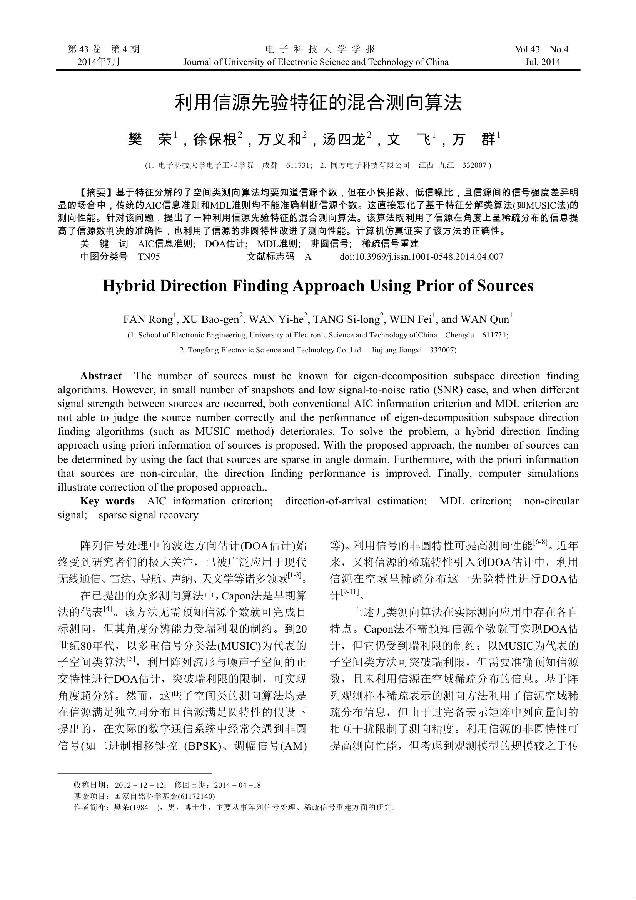 第 43 卷 第 4 期
电 子 科 技 大 学 学 报
Vol.43 No.4
2014年7月
Journal of University of Electronic Science and Technology of China
Jul. 2014
利用信源先验特征的混合测向算法
樊 荣1，徐保根2，万义和2，汤四龙2，文 飞1，万 群1
(1. 电子科技大学电子工程学院 成都 611731; 2. 同方电子科技有限公司 江西 九江 332007)
【摘要】基于特征分解的子空间类测向算法均要知道信源个数，但在小快拍数、低信噪比，且信源间的信号强度差异明
显的场合中，传统的AIC信息准则和MDL准则均不能准确判断信源个数。这直接恶化了基于特征分解类算法(如MUSIC法)的
测向性能。针对该问题，提出了一种利用信源先验特征的混合测向算法。该算法既利用了信源在角度上呈稀疏分布的信息提
高了信源数判决的准确性，也利用了信源的非圆特性改进了测向性能。计算机仿真证实了该方法的正确性。
关 键 词 AIC信息准则; DOA估计; MDL准则; 非圆信号; 稀疏信号重建
中图分类号 TN95 文献标志码 A doi:10.3969/j.issn.1001-0548.2014.04.007
Hybrid Direction Finding Approach Using Prior of Sources
FAN Rong1, XU Bao-gen2, WAN Yi-he2, TANG Si-long2, WEN Fei1, and WAN Qun1
(1. School of Electronic Engineering, University of Electronic Science and Technology of China Chengdu 611731;
2. Tongfang Electronic Science and Technology Co. Ltd. Jiujiang Jiangxi 332007)
Abstract The number of sources must be known for eigen-decomposition subspace direction finding
algorithms. However, in small number of snapshots and low signal-to-noise ratio (SNR) case, and when different
signal strength between sources are occurred, both conventional AIC information criterion and MDL criterion are
not able to judge the source number correctly and the performance of eigen-decomposition subspace direction
finding algorithms (such as MUSIC method) deteriorates. To solve the problem, a hybrid direction finding
approach using priori information of sources is proposed. With the proposed approach, the number of sources can
be determined by using the fact that sources are sparse in angle domain. Furthermore, with the priori information
that sources are non-circular, the direction finding performance is improved. Finally, computer simulations
illustrate correction of the proposed approach..
Key words AIC information criterion; direction-of-arrival estimation; MDL criterion; non-circular
signal; sparse signal recovery
阵列信号处理中的波达方向估计(DOA估计)始
终受到研究者们的极大关注，已被广泛应用于现代
无线通信、雷达、导航、声纳、天文学等诸多领域[1-3]。
在已提出的众多测向算法中，Capon法是早期算
法的代表[4]。该方法无需预知信源个数就可完成目
标测向，但其角度分辨能力受瑞利限的制约。到20
世纪80年代，以多重信号分类法(MUSIC)为代表的
子空间类算法[5]，利用阵列流形与噪声子空间的正
交特性进行DOA估计，突破瑞利限的限制，可实现
角度超分辨。然而，这些子空间类的测向算法均是
在信源满足独立同分布且信源满足圆特性的假设下
提出的，在实际的数字通信系统中经常会遇到非圆
信号(如二进制相移键控 (BPSK)、调幅信号(AM)
等)。利用信号的非圆特性可提高测向性能[6-8]。近年
来，又将信源的稀疏特性引入到DOA估计中，利用
信源在空域呈稀疏分布这一先验特性进行DOA估
计[9-11]。
上述几类测向算法在实际测向应用中存在各自
特点。Capon法不需预知信源个数就可实现DOA估
计，但它仍受到瑞利限的制约；以MUSIC为代表的
子空间类方法可突破瑞利限，但需要准确预知信源
数，且未利用信源在空域稀疏分布的信息。基于阵
列观测样本稀疏表示的测向方法利用了信源空域稀
疏分布信息，但由于过完备表示矩阵中列向量间的
相互干扰限制了测向精度。利用信源的非圆特性可
提高测向性能，但考虑到观测模型的规模较之于传
收稿日期：2012－12－12； 修回日期：2014－04－18
基金项目：国家自然科学基金(61172140)
作者简介：樊荣(1984－)，男，博士生，主要从事阵列信号处理、稀疏信号重建方面的研究.